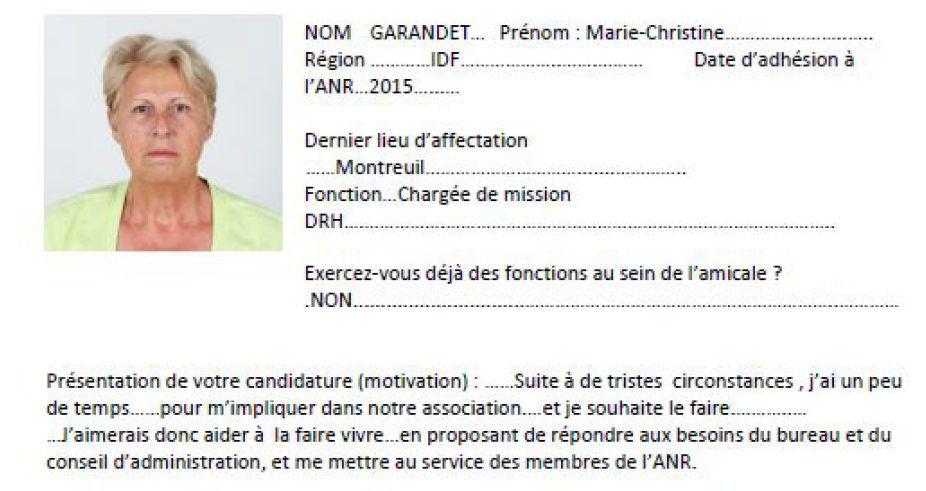 NOM GARANDET... Prénom : Marie-Christine..............................
Région ............IDF..................................... Date d’adhésion à
l’ANR...2015.........
Dernier lieu d’affectation
......Montreuil.....................................................
Fonction...Chargée de mission
DRH....................................................................................................
Exercez-vous déjà des fonctions au sein de l’amicale ?
.NON...............................................................................................................
Présentation de votre candidature (motivation) : ......Suite à de tristes circonstances , j’ai un peu
de temps......pour m’impliquer dans notre association....et je souhaite le faire...............
...J’aimerais donc aider à la faire vivre...en proposant de répondre aux besoins du bureau et du
conseil d’administration, et me mettre au service des membres de l’ANR.